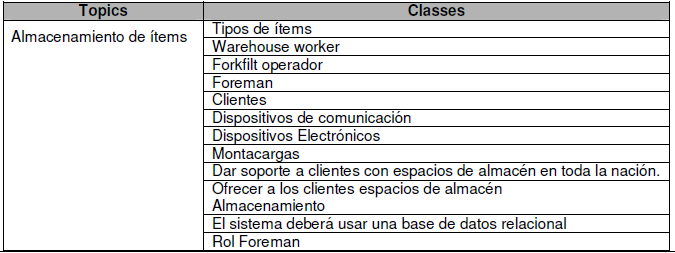 Topics Classes
Almacenamiento de ítems Tipos de ítems
Warehouse worker
Forkfilt operador
Foreman
Clientes
Dispositivos de comunicación
Dispositivos Electrónicos
Montacargas
Dar soporte a clientes con espacios de almacén en toda la nación.
Ofrecer a los clientes espacios de almacén
Almacenamiento
El sistema deberá usar una base de datos relacional
Rol Foreman